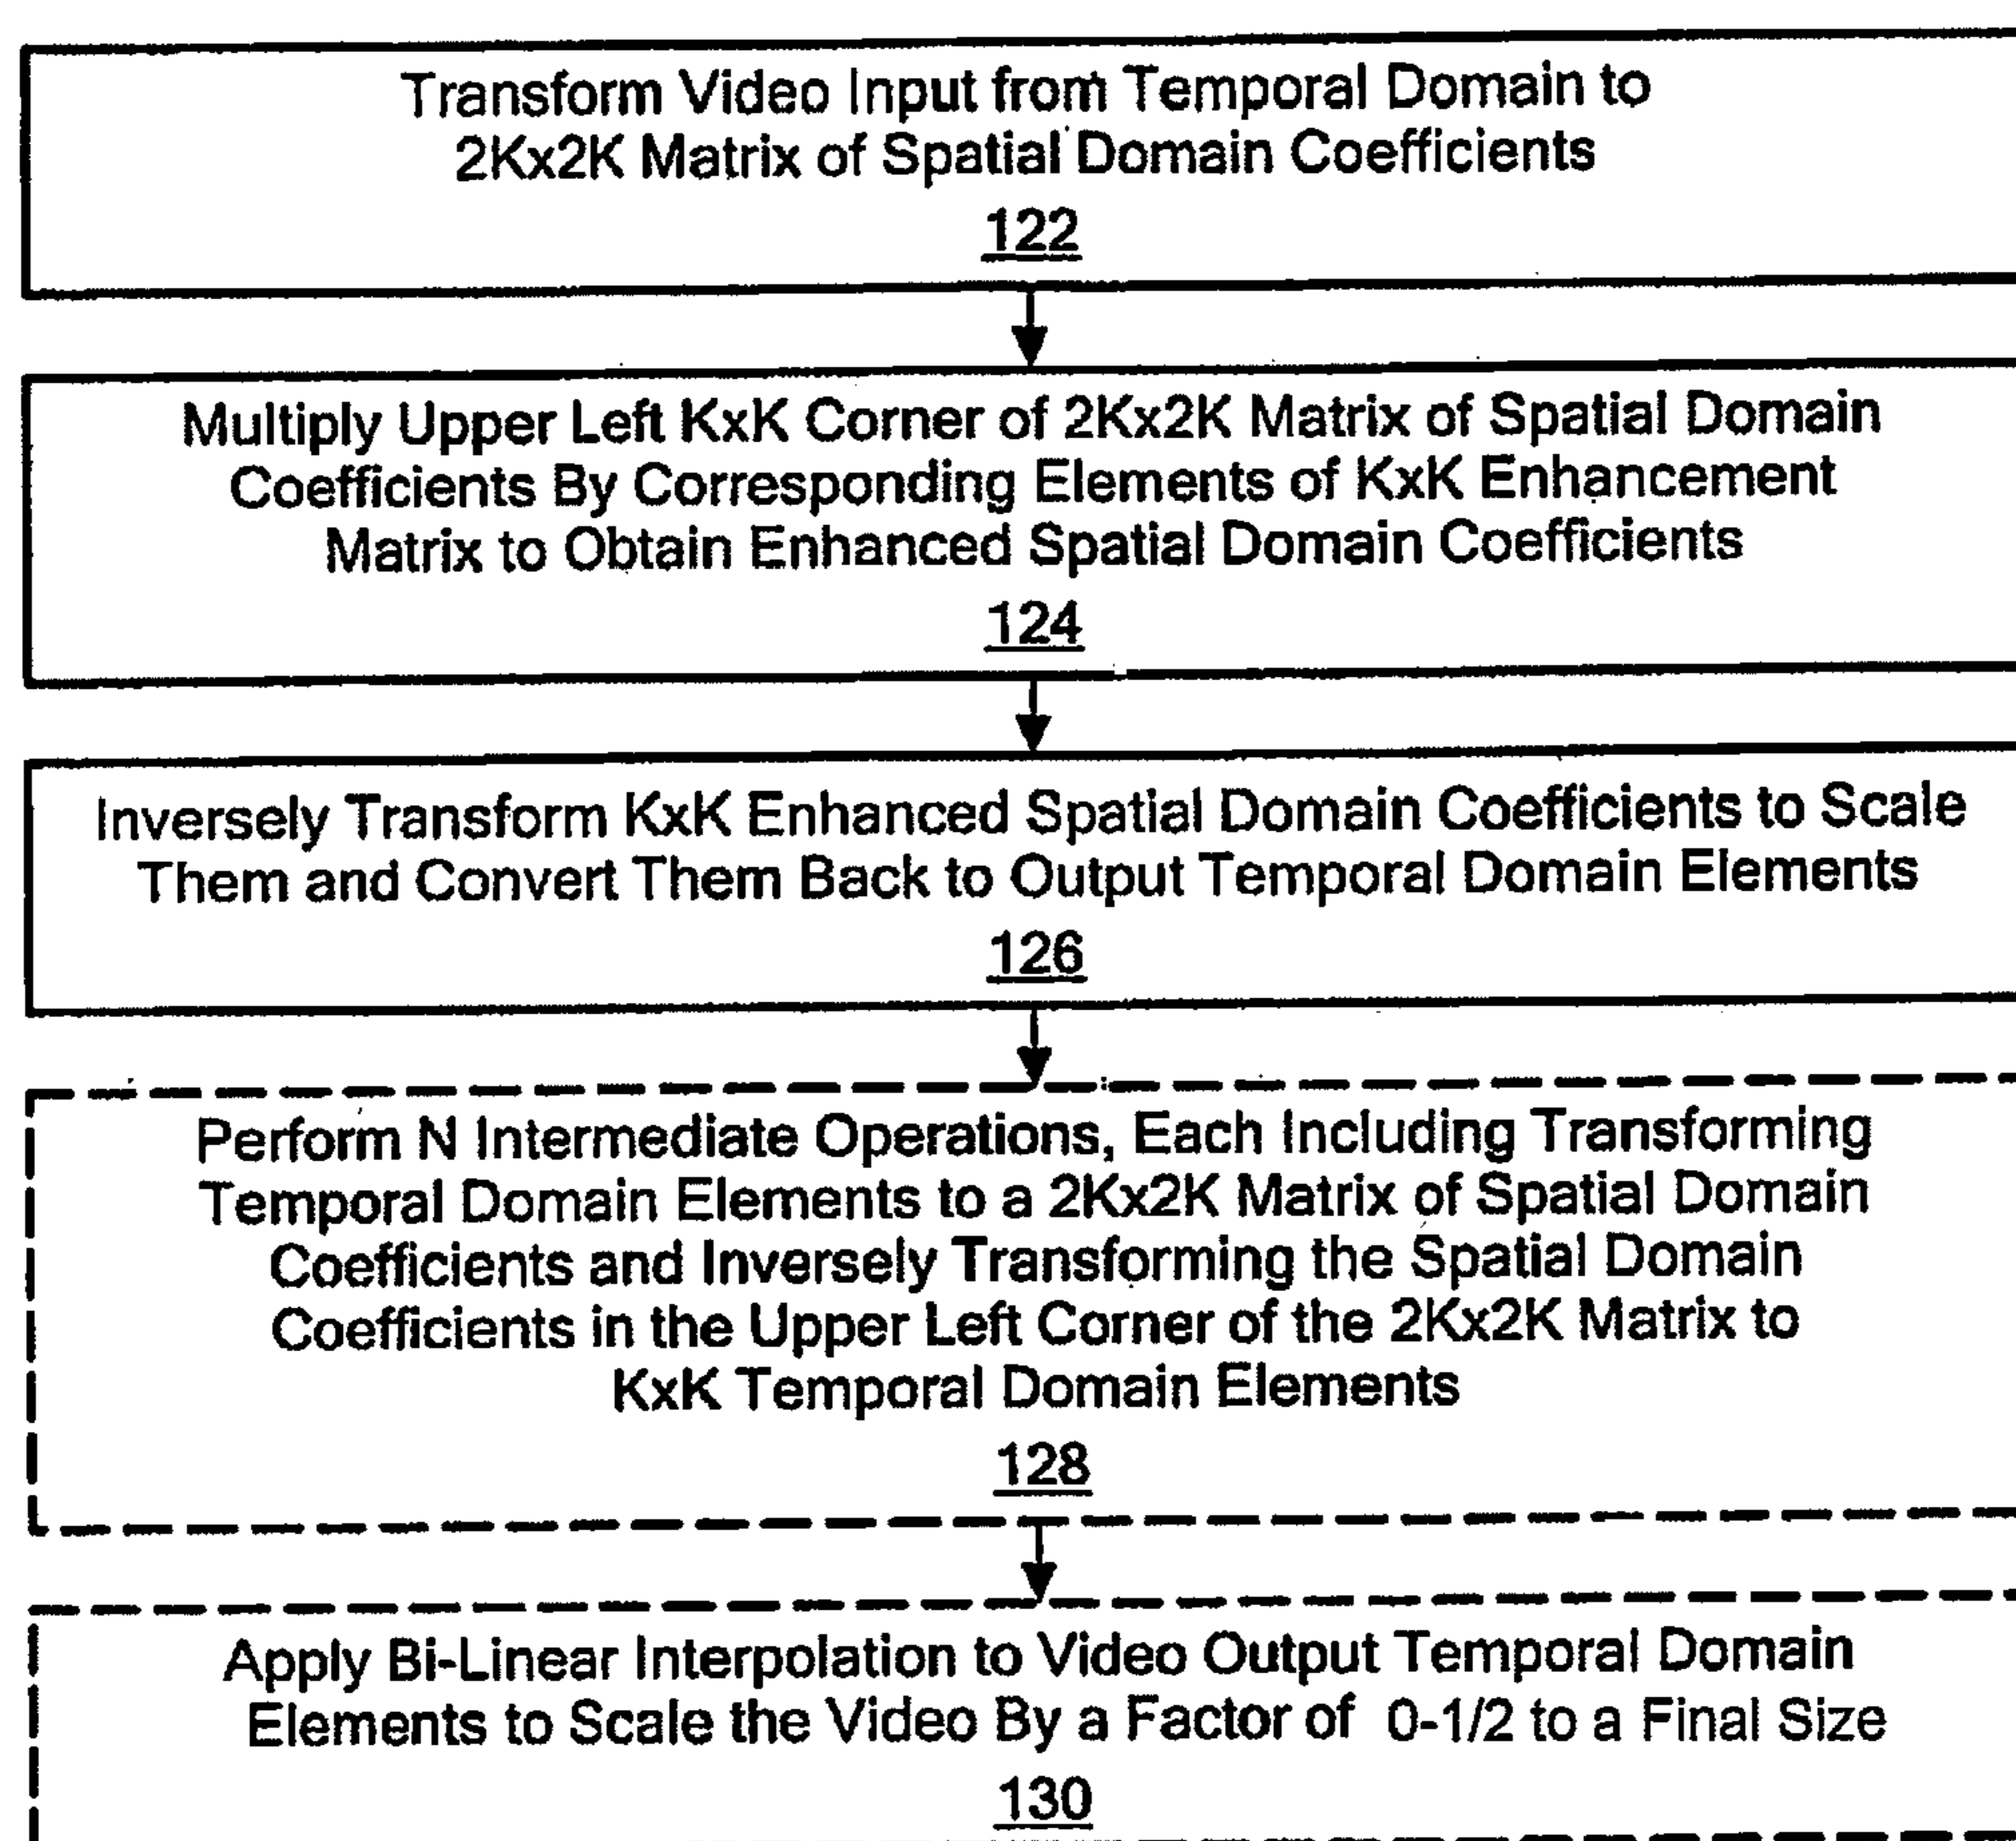 Transform Video Input from Temporal Domain to
2Kx2K Matrix of Spatial Domain Coefficients
122
Multiply Upper Left KxK Corner of 2Kx2K Matrix of Spatial Domain
Coefficients By Corresponding Elements of KxK Enhancement
Matrix to Obtain Enhanced Spatial Domain Coefficients
124
Inversely Transform KxK Enhanced Spatial Domain Coefficients to Scale
Them and Convert Them Back to Output Temporal Domain Elements
126
Perform N Intermediate Operations, Each Including Transforming
Temporal Domain Elements to a 2Kx2K Matrix of Spatial Domain
Coefficients and Inversely Transforming the Spatial Domain
Coefficients in the Upper Left Corner of the 2Kx2K Matrix to
KxK Temporal Domain Elements
128
Apply Bi-Linear Interpolation to Video Output Temporal Domain
Elements to Scale the Video By a Factor of 0-1/2 to a Final Size
130